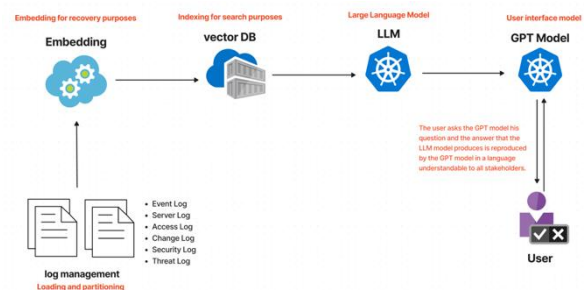 Embedding for recovery purposes
Indexing for search purposes
Large Language Model
User interface model
Embedding
vector DB
LLM
GPT Model
The user asks the GPT model his
question and the answer that the
LLM model produces is reproduced
by the GPT model in a language
understandable to all stakeholders.
• Event Log
• Server Log
• Access Log
• Change Log
• Security Log
• Threat Log
User
log management
Loading and partitioning